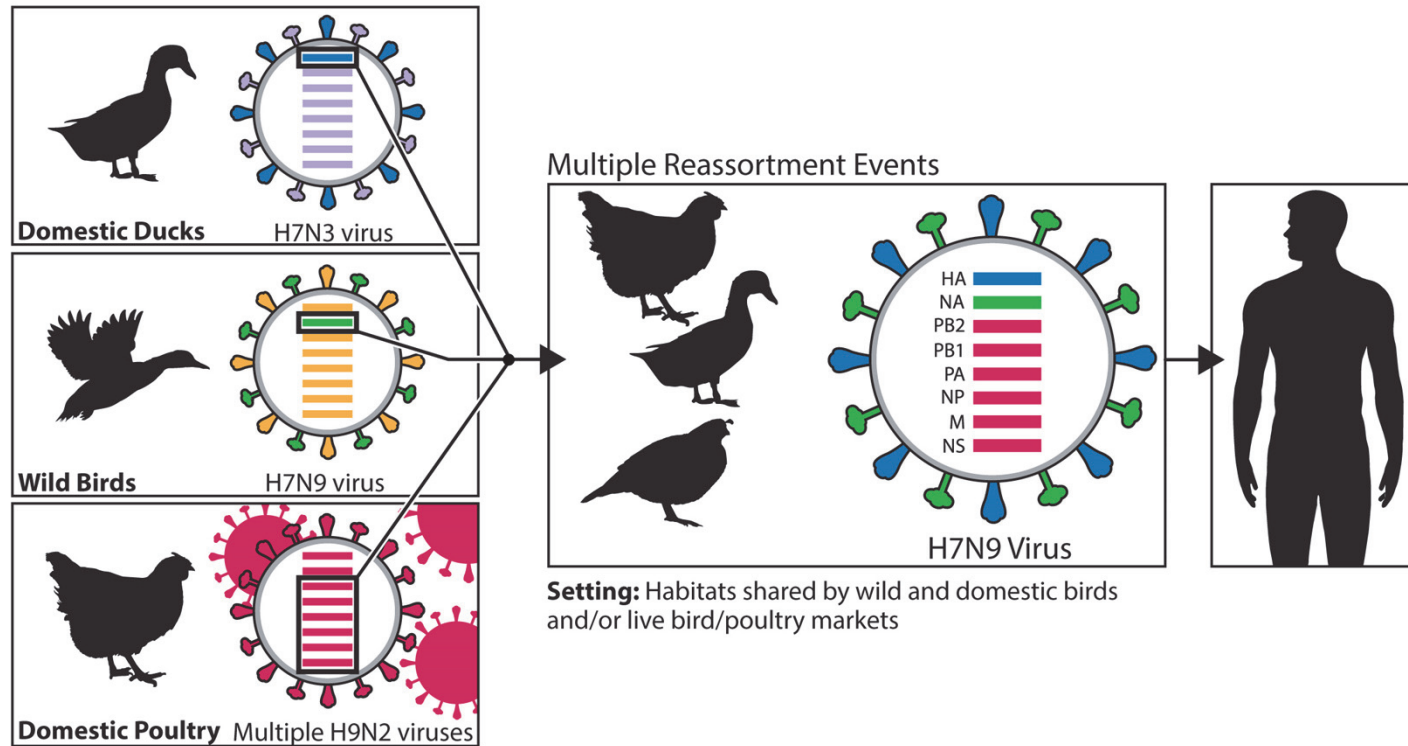 Domestic Ducks
H7N3 virus
Wild Birds
H7N9 virus
Domestic Poultry
Multiple H9N2 viruses
Multiple Reassortment Events
HA
NA
PB2
PB1
PA
NP
M
NS
H7N9 Virus
Setting: Habitats shared by wild and domestic birds
and/or live bird/poultry markets